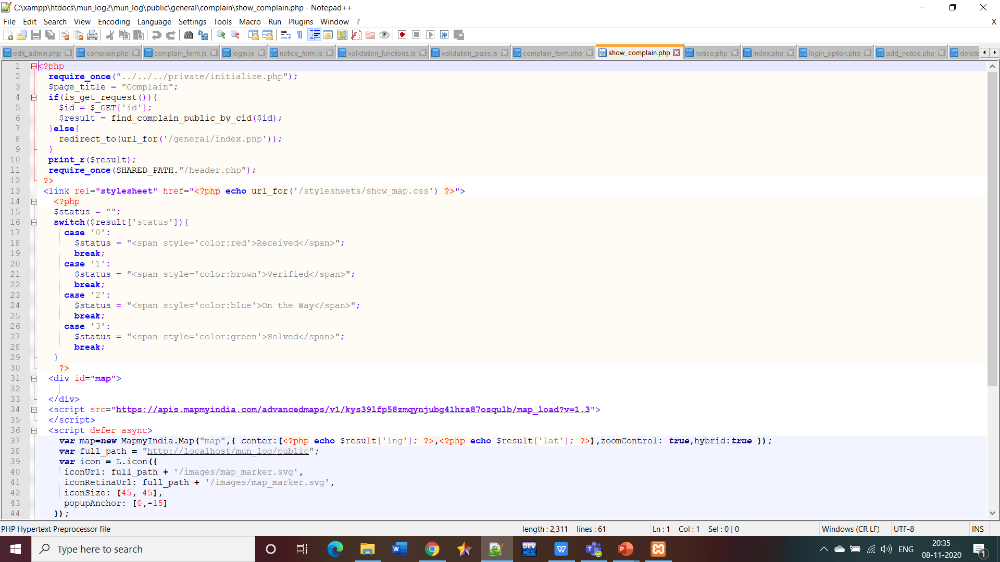 C:\xampp\htdocs\mun_log2\mun_log\public\general\complain\show_complain.php - Notepad++
File Edit Search View Encoding Language Settings Tools Macro Run Plugins Window ? X
edit_admin.php complain.php complain_form.js login.js notice_form.js validation_functions.js validation_pass.js complain_form.php show_complain.php notice.php index.php login_option.php add_notice.php delete
1 <?php
2 require_once("../../../private/initialize.php");
3 $page_title = "Complain";
4 if(is_get_request()){
5 $id = $_GET['id'];
6 $result = find_complain_public_by_cid($id);
7 }else{
8 redirect_to(url_for('/general/index.php'));
9 }
10 print_r($result);
11 require_once(SHARED_PATH."/header.php");
12 ?>
13 <link rel="stylesheet" href="<?php echo url_for('/stylesheets/show_map.css') ?>">
14 <?php
15 $status = "";
16 switch($result['status']){
17 case '0':
18 $status = "<span style='color:red'>Received</span>";
19 break;
20 case '1':
21 $status = "<span style='color:brown'>Verified</span>";
22 break;
23 case '2':
24 $status = "<span style='color:blue'>On the Way</span>";
25 break;
26 case '3':
27 $status = "<span style='color:green'>Solved</span>";
28 break;
29 }
30 ?>
31 <div id="map">
32
33 </div>
34 <script src="https://apis.mapmyindia.com/advancedmaps/v1/kys39lfp58zmqynjubg41hra87osqulb/map_load?v=1.3">
35 </script>
36 <script defer async>
37 var map=new MapmyIndia.Map("map",{ center:[<?php echo $result['lng']; ?>,<?php echo $result['lat']; ?>],zoomControl: true,hybrid:true });
38 var full_path = "http://localhost/mun_log/public";
39 var icon = L.icon({
40 iconUrl: full_path + '/images/map_marker.svg',
41 iconRetinaUrl: full_path + '/images/map_marker.svg',
42 iconSize: [45, 45],
43 popupAnchor: [0,-15]
44 });
PHP Hypertext Preprocessor file length : 2,311 lines : 61 Ln : 1 Col : 1 Sel : 0 | 0 Windows (CR LF) UTF-8 INS
Type here to search
DEV
C++
ENG
20:35
08-11-2020
1